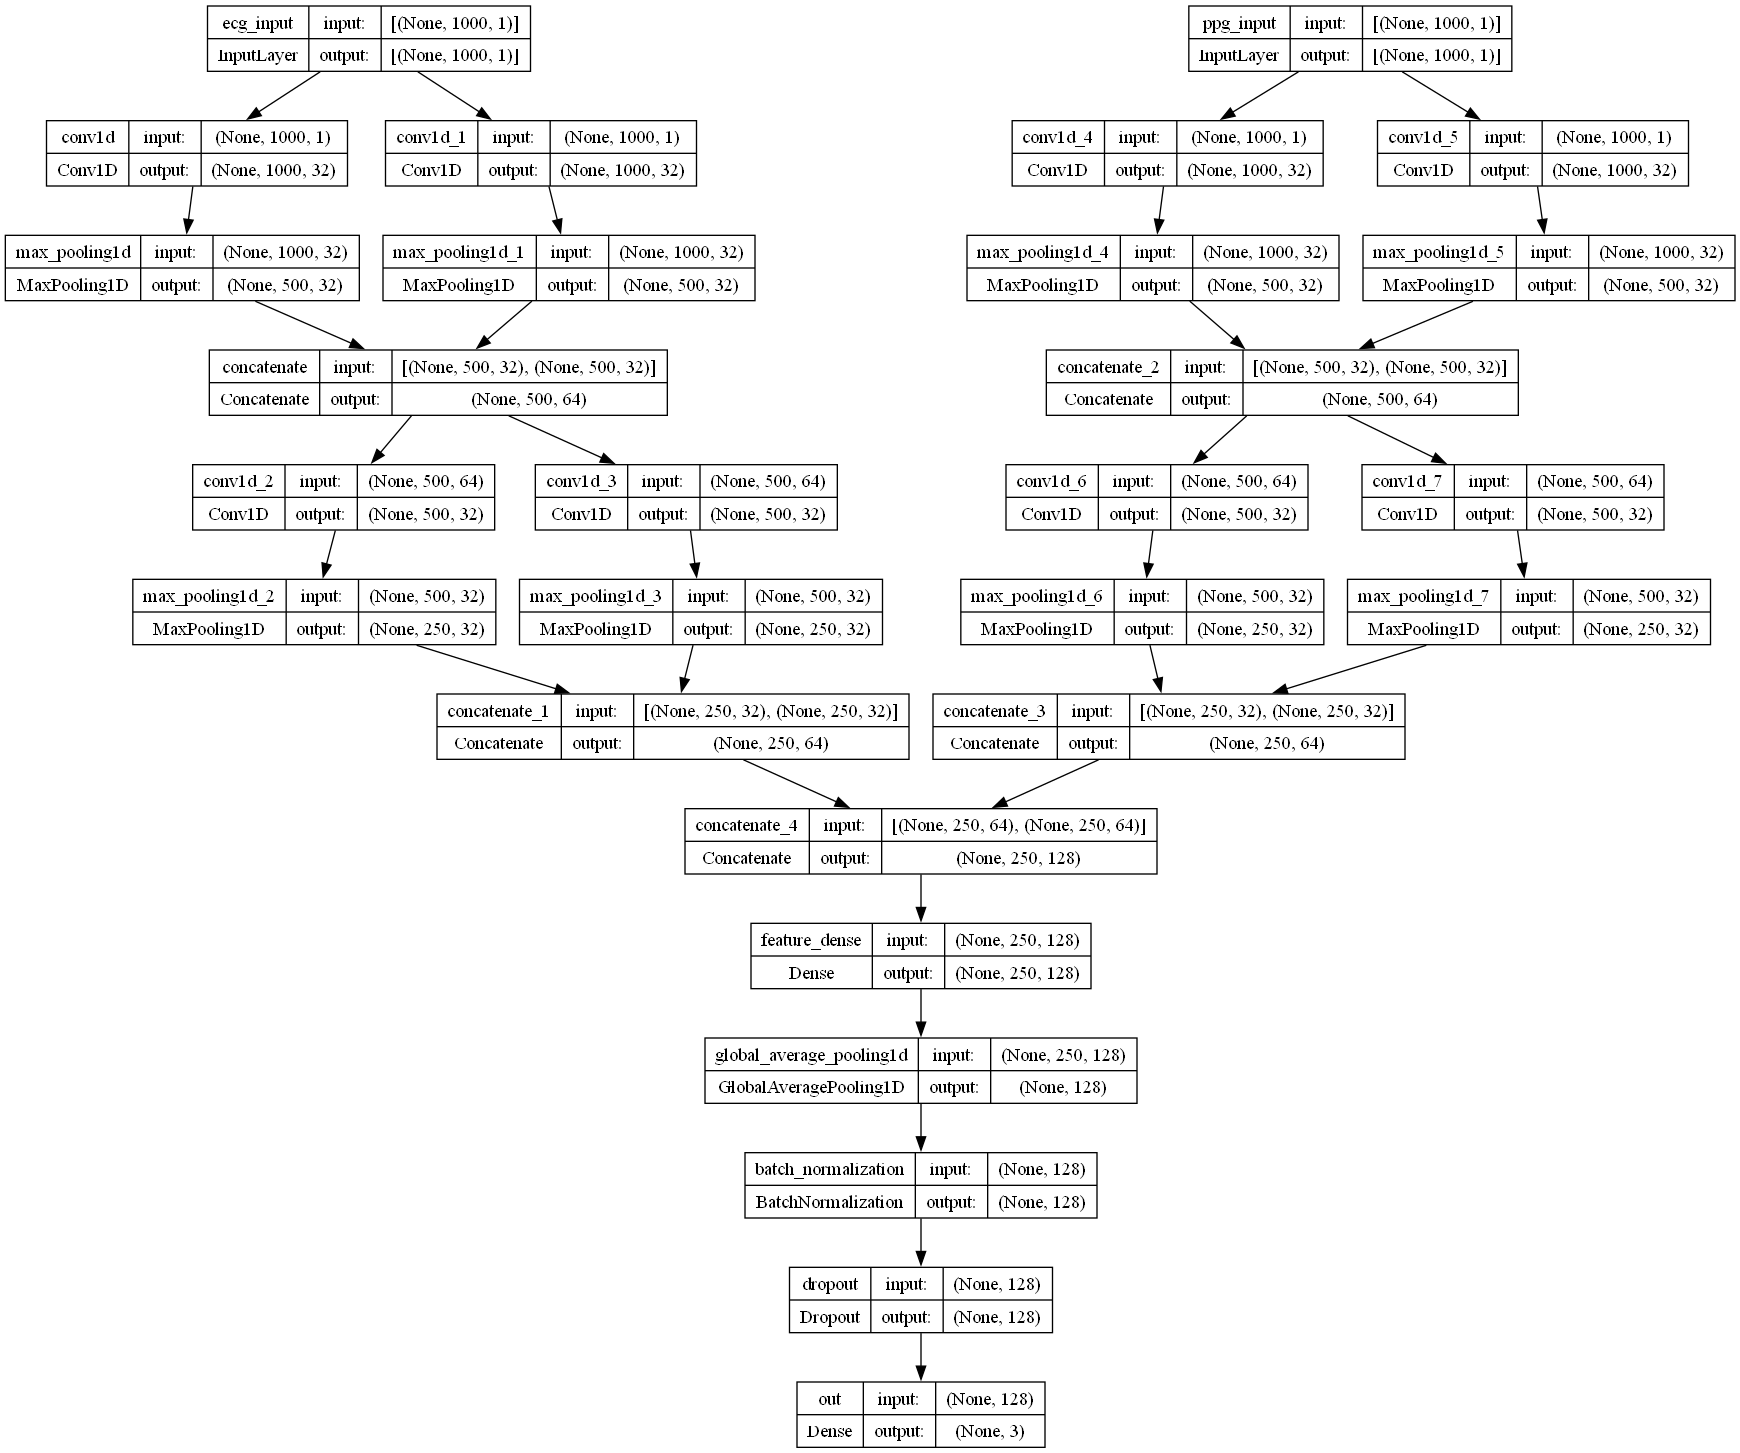 ecg_input input: [(None, 1000, 1)]
InputLayer output: [(None, 1000, 1)]
ppg_input input: [(None, 1000, 1)]
InputLayer output: [(None, 1000, 1)]
conv1d input: (None, 1000, 1)
Conv1D output: (None, 1000, 32)
conv1d_1 input: (None, 1000, 1)
Conv1D output: (None, 1000, 32)
conv1d_4 input: (None, 1000, 1)
Conv1D output: (None, 1000, 32)
conv1d_5 input: (None, 1000, 1)
Conv1D output: (None, 1000, 32)
max_pooling1d input: (None, 1000, 32)
MaxPooling1D output: (None, 500, 32)
max_pooling1d_1 input: (None, 1000, 32)
MaxPooling1D output: (None, 500, 32)
max_pooling1d_4 input: (None, 1000, 32)
MaxPooling1D output: (None, 500, 32)
max_pooling1d_5 input: (None, 1000, 32)
MaxPooling1D output: (None, 500, 32)
concatenate input: [(None, 500, 32), (None, 500, 32)]
Concatenate output: (None, 500, 64)
concatenate_2 input: [(None, 500, 32), (None, 500, 32)]
Concatenate output: (None, 500, 64)
conv1d_2 input: (None, 500, 64)
Conv1D output: (None, 500, 32)
conv1d_3 input: (None, 500, 64)
Conv1D output: (None, 500, 32)
conv1d_6 input: (None, 500, 64)
Conv1D output: (None, 500, 32)
conv1d_7 input: (None, 500, 64)
Conv1D output: (None, 500, 32)
max_pooling1d_2 input: (None, 500, 32)
MaxPooling1D output: (None, 250, 32)
max_pooling1d_3 input: (None, 500, 32)
MaxPooling1D output: (None, 250, 32)
max_pooling1d_6 input: (None, 500, 32)
MaxPooling1D output: (None, 250, 32)
max_pooling1d_7 input: (None, 500, 32)
MaxPooling1D output: (None, 250, 32)
concatenate_1 input: [(None, 250, 32), (None, 250, 32)]
Concatenate output: (None, 250, 64)
concatenate_3 input: [(None, 250, 32), (None, 250, 32)]
Concatenate output: (None, 250, 64)
concatenate_4 input: [(None, 250, 64), (None, 250, 64)]
Concatenate output: (None, 250, 128)
feature_dense input: (None, 250, 128)
Dense output: (None, 250, 128)
global_average_pooling1d input: (None, 250, 128)
GlobalAveragePooling1D output: (None, 128)
batch_normalization input: (None, 128)
BatchNormalization output: (None, 128)
dropout input: (None, 128)
Dropout output: (None, 128)
out input: (None, 128)
Dense output: (None, 3)